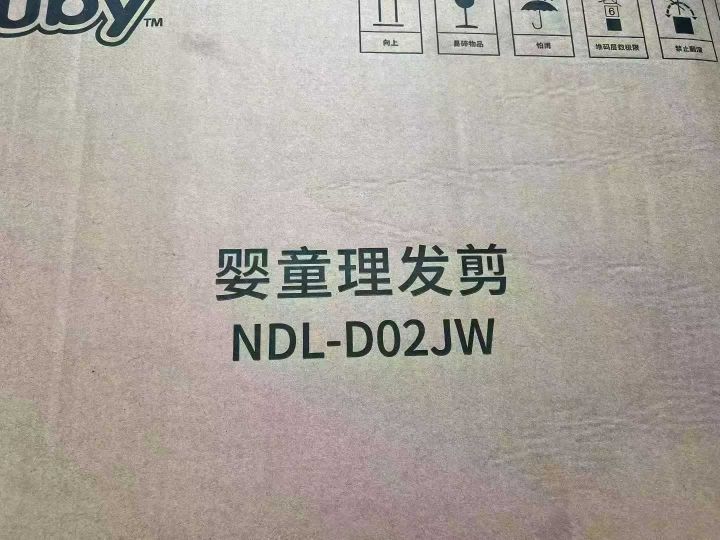 uby™
向上
易碎物品
怕雨
6
堆码层数极限
禁止翻滚
婴童理发剪
NDL-D02JW